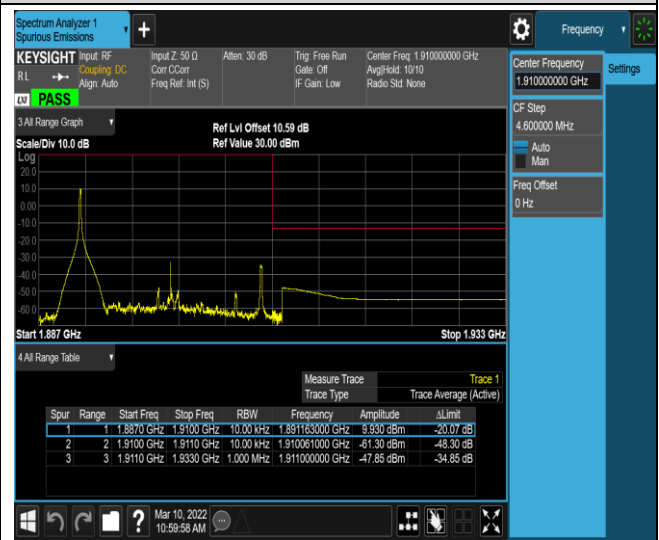 Spectrum Analyzer 1
Spurious Emissions
+
Frequency
KEYSIGHT
Input: RF
Coupling: DC
Align: Auto
RL
Input Z: 50 Ω
Corr CCorr
Freq Ref: Int (S)
Atten: 30 dB
Trig: Free Run
Gate: Off
IF Gain: Low
Center Freq: 1.910000000 GHz
Avg|Hold: 10/10
Radio Std: None
LXI PASS
Center Frequency
1.910000000 GHz
Settings
CF Step
4.600000 MHz
Auto
Man
Freq Offset
0 Hz
3 All Range Graph
Scale/Div 10.0 dB
Ref Lvl Offset 10.59 dB
Ref Value 30.00 dBm
Log
20.0
10.0
0.00
-10.0
-20.0
-30.0
-40.0
-50.0
-60.0
Start 1.887 GHz
Stop 1.933 GHz
4 All Range Table
Measure Trace Trace 1
Trace Type Trace Average (Active)
Spur Range Start Freq Stop Freq RBW Frequency Amplitude ΔLimit
1 1 1.8870 GHz 1.9100 GHz 10.00 kHz 1.891163000 GHz 9.930 dBm -20.07 dB
2 2 1.9100 GHz 1.9110 GHz 10.00 kHz 1.910061000 GHz -61.30 dBm -48.30 dB
3 3 1.9110 GHz 1.9330 GHz 1.000 MHz 1.911000000 GHz -47.85 dBm -34.85 dB
?
Mar 10, 2022
10:59:58 AM